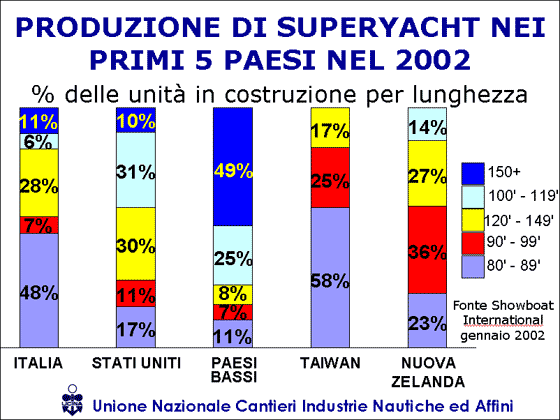 PRODUZIONE DI SUPERYACHT NEI
PRIMI 5 PAESI NEL 2002
% delle unità in costruzione per lunghezza
11%
6%
28%
7%
48%
10%
31%
30%
11%
17%
49%
25%
8%
7%
11%
17%
25%
58%
14%
27%
36%
23%
150+
100' - 119'
120' - 149'
90' - 99'
80' - 89'
Fonte Showboat
International
gennaio 2002
ITALIA
STATI UNITI
PAESI
BASSI
TAIWAN
NUOVA
ZELANDA
UCINA
Unione Nazionale Cantieri Industrie Nautiche ed Affini